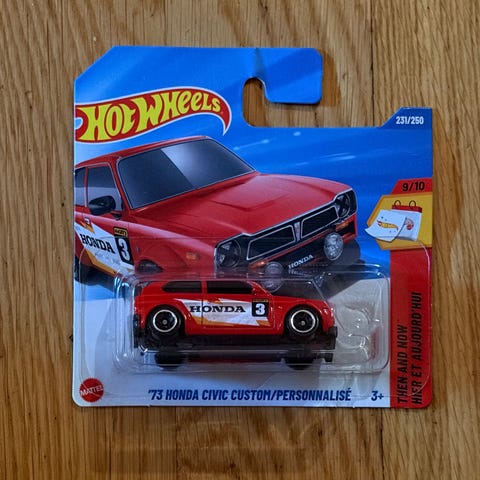 HOT WHEELS
231/250
9/10
THEN AND NOW
HIER ET AUJOURD'HUI
HONDA
3
HONDA
HONDA
3
MATTEL
'73 HONDA CIVIC CUSTOM/PERSONNALISÉ
3+